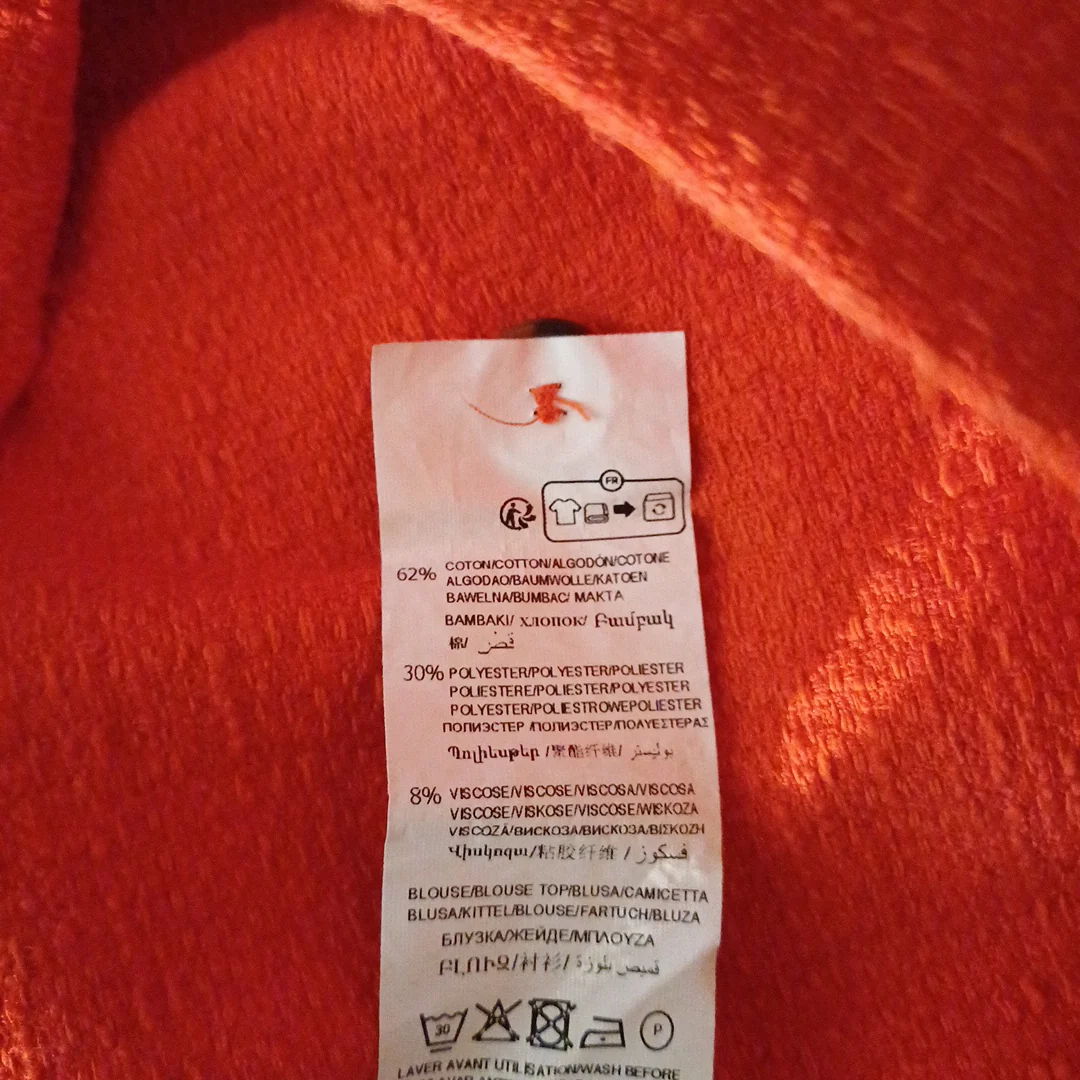 FR
62% COTON/COTTON/ALGODÓN/COTONE
ALGODAO/BAUMWOLLE/KATOEN
BAWELNA/BUMBAC/ MAKTA
BAMBAKI/ хлопок/ Բամբակ
棉/ قطن
30% POLYESTER/POLYESTER/POLIESTER
POLIESTERE/POLIESTER/POLYESTER
POLYESTER/POLIESTROWEPOLIESTER
ПОЛИЭСТЕР /ПОЛИЭСТЕР/ΠΟΛΥΕΣΤΕΡΑΣ
Պոլիեսթեր /聚酯纤维/ بوليستر
8% VISCOSE/VISCOSE/VISCOSA/VISCOSA
VISCOSE/VISKOSE/VISCOSE/WISKOZA
VISCOZĂ/ВИСКОЗА/ВИСКОЗА/ΒΙΣΚΟΖΗ
Վիսկոզա/粘胶纤维 / فسكوز
BLOUSE/BLOUSE TOP/BLUSA/CAMICETTA
BLUSA/KITTEL/BLOUSE/FARTUCH/BLUZA
БЛУЗКА/ЖЕЙДЕ/ΜΠΛΟΥΖΑ
ԲԼՈՒԶ/衬衫/ قميص بلوزة
30 P
LAVER AVANT UTILISATION/WASH BEFORE